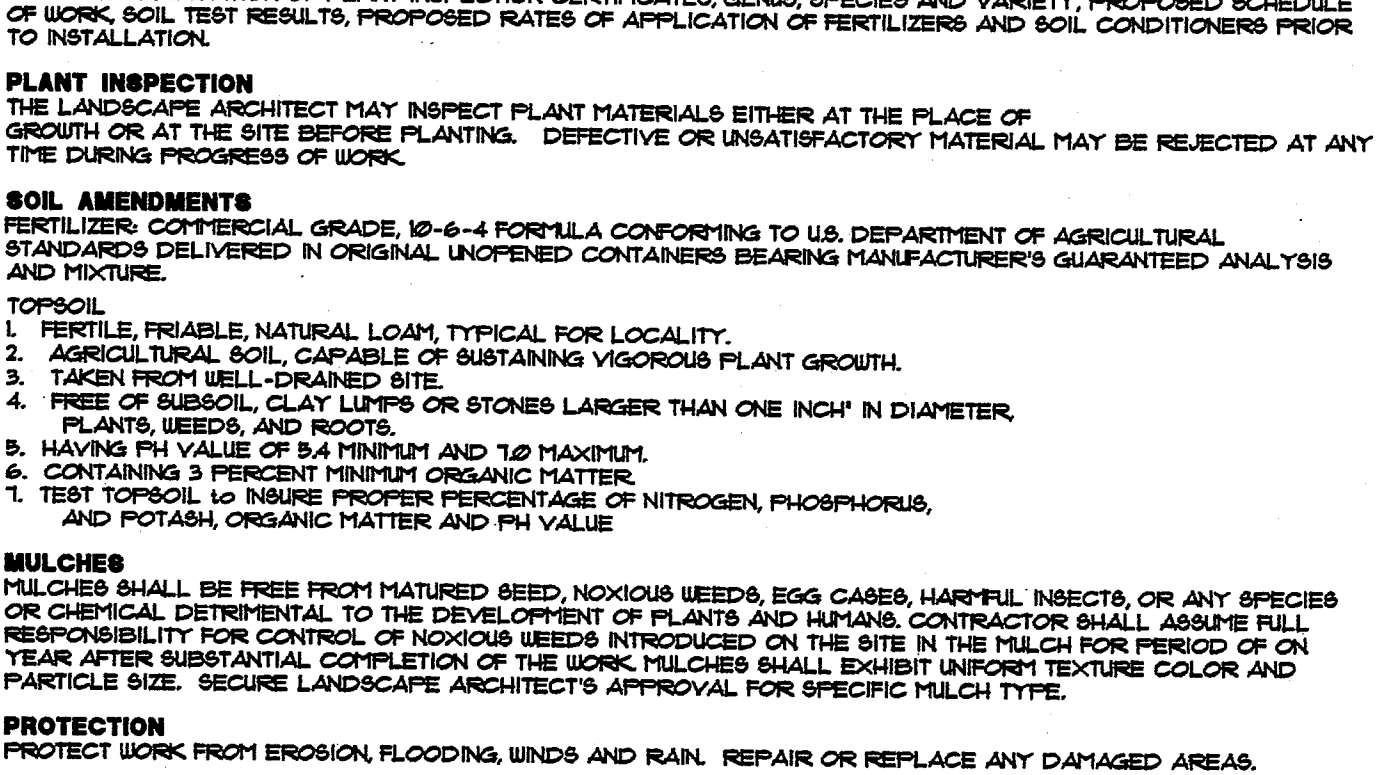 OF WORK, SOIL TEST RESULTS, PROPOSED RATES OF APPLICATION OF FERTILIZERS AND SOIL CONDITIONERS PRIOR
TO INSTALLATION.
PLANT INSPECTION
THE LANDSCAPE ARCHITECT MAY INSPECT PLANT MATERIALS EITHER AT THE PLACE OF
GROWTH OR AT THE SITE BEFORE PLANTING. DEFECTIVE OR UNSATISFACTORY MATERIAL MAY BE REJECTED AT ANY
TIME DURING PROGRESS OF WORK.
SOIL AMENDMENTS
FERTILIZER: COMMERCIAL GRADE, 10-6-4 FORMULA CONFORMING TO U.S. DEPARTMENT OF AGRICULTURAL
STANDARDS DELIVERED IN ORIGINAL UNOPENED CONTAINERS BEARING MANUFACTURER'S GUARANTEED ANALYSIS
AND MIXTURE.
TOPSOIL
1. FERTILE, FRIABLE, NATURAL LOAM, TYPICAL FOR LOCALITY.
2. AGRICULTURAL SOIL, CAPABLE OF SUSTAINING VIGOROUS PLANT GROWTH.
3. TAKEN FROM WELL-DRAINED SITE.
4. FREE OF SUBSOIL, CLAY LUMPS OR STONES LARGER THAN ONE INCH" IN DIAMETER,
PLANTS, WEEDS, AND ROOTS.
5. HAVING PH VALUE OF 5.4 MINIMUM AND 7.0 MAXIMUM.
6. CONTAINING 3 PERCENT MINIMUM ORGANIC MATTER
7. TEST TOPSOIL to INSURE PROPER PERCENTAGE OF NITROGEN, PHOSPHORUS,
AND POTASH, ORGANIC MATTER AND PH VALUE
MULCHES
MULCHES SHALL BE FREE FROM MATURED SEED, NOXIOUS WEEDS, EGG CASES, HARMFUL INSECTS, OR ANY SPECIES
OR CHEMICAL DETRIMENTAL TO THE DEVELOPMENT OF PLANTS AND HUMANS. CONTRACTOR SHALL ASSUME FULL
RESPONSIBILITY FOR CONTROL OF NOXIOUS WEEDS INTRODUCED ON THE SITE IN THE MULCH FOR PERIOD OF ON
YEAR AFTER SUBSTANTIAL COMPLETION OF THE WORK. MULCHES SHALL EXHIBIT UNIFORM TEXTURE COLOR AND
PARTICLE SIZE. SECURE LANDSCAPE ARCHITECT'S APPROVAL FOR SPECIFIC MULCH TYPE.
PROTECTION
PROTECT WORK FROM EROSION, FLOODING, WINDS AND RAIN. REPAIR OR REPLACE ANY DAMAGED AREAS.